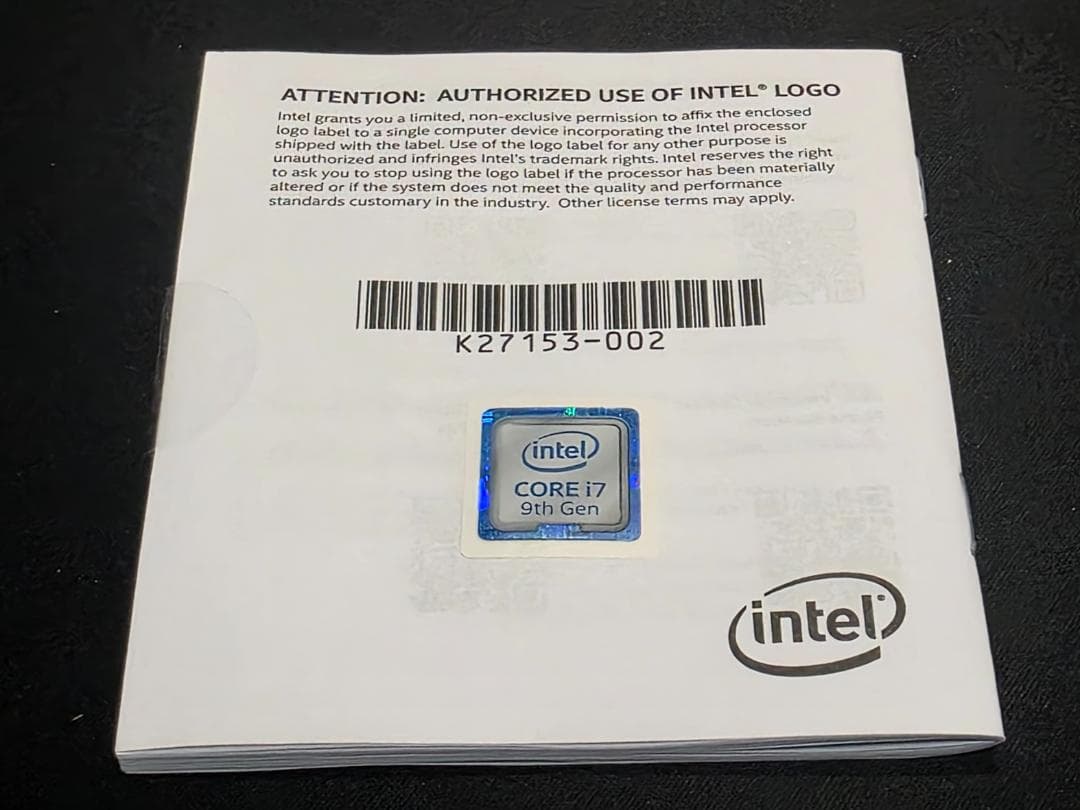 ATTENTION: AUTHORIZED USE OF INTEL® LOGO
Intel grants you a limited, non-exclusive permission to affix the enclosed
logo label to a single computer device incorporating the Intel processor
shipped with the label. Use of the logo label for any other purpose is
unauthorized and infringes Intel's trademark rights. Intel reserves the right
to ask you to stop using the logo label if the processor has been materially
altered or if the system does not meet the quality and performance
standards customary in the industry. Other license terms may apply.
K27153-002
intel
CORE i7
9th Gen
intel®